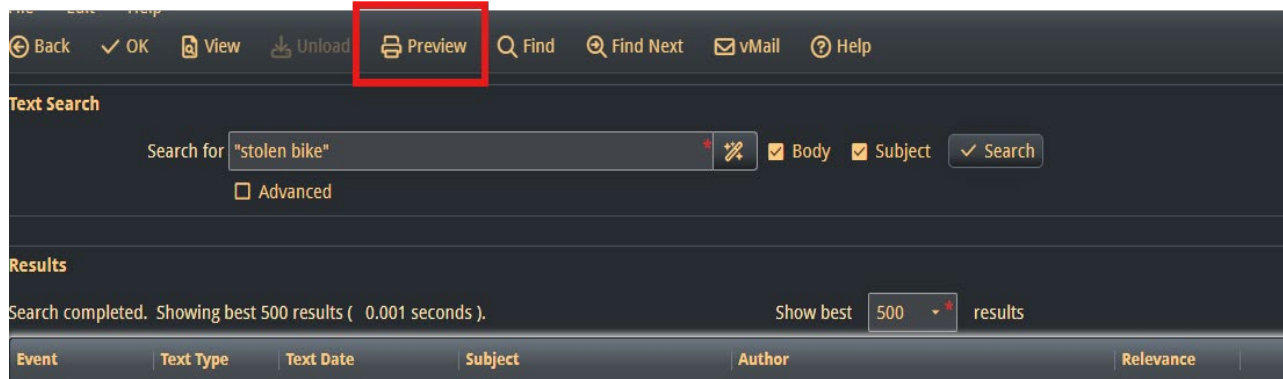 Back OK View Unload Preview Find Find Next vMail Help
Text Search
Search for "stolen bike" * Body Subject Search
Advanced
Results
Search completed. Showing best 500 results ( 0.001 seconds ). Show best 500 * results
Event Text Type Text Date Subject Author Relevance